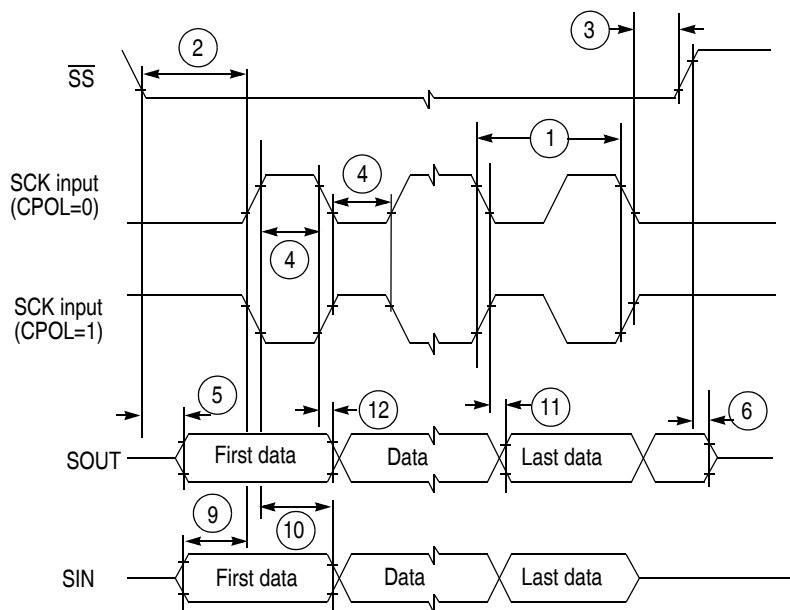 2
3
SS
1
SCK input
(CPOL=0)
4
4
SCK input
(CPOL=1)
5
12
11
6
SOUT
First data
Data
Last data
9
10
SIN
First data
Data
Last data